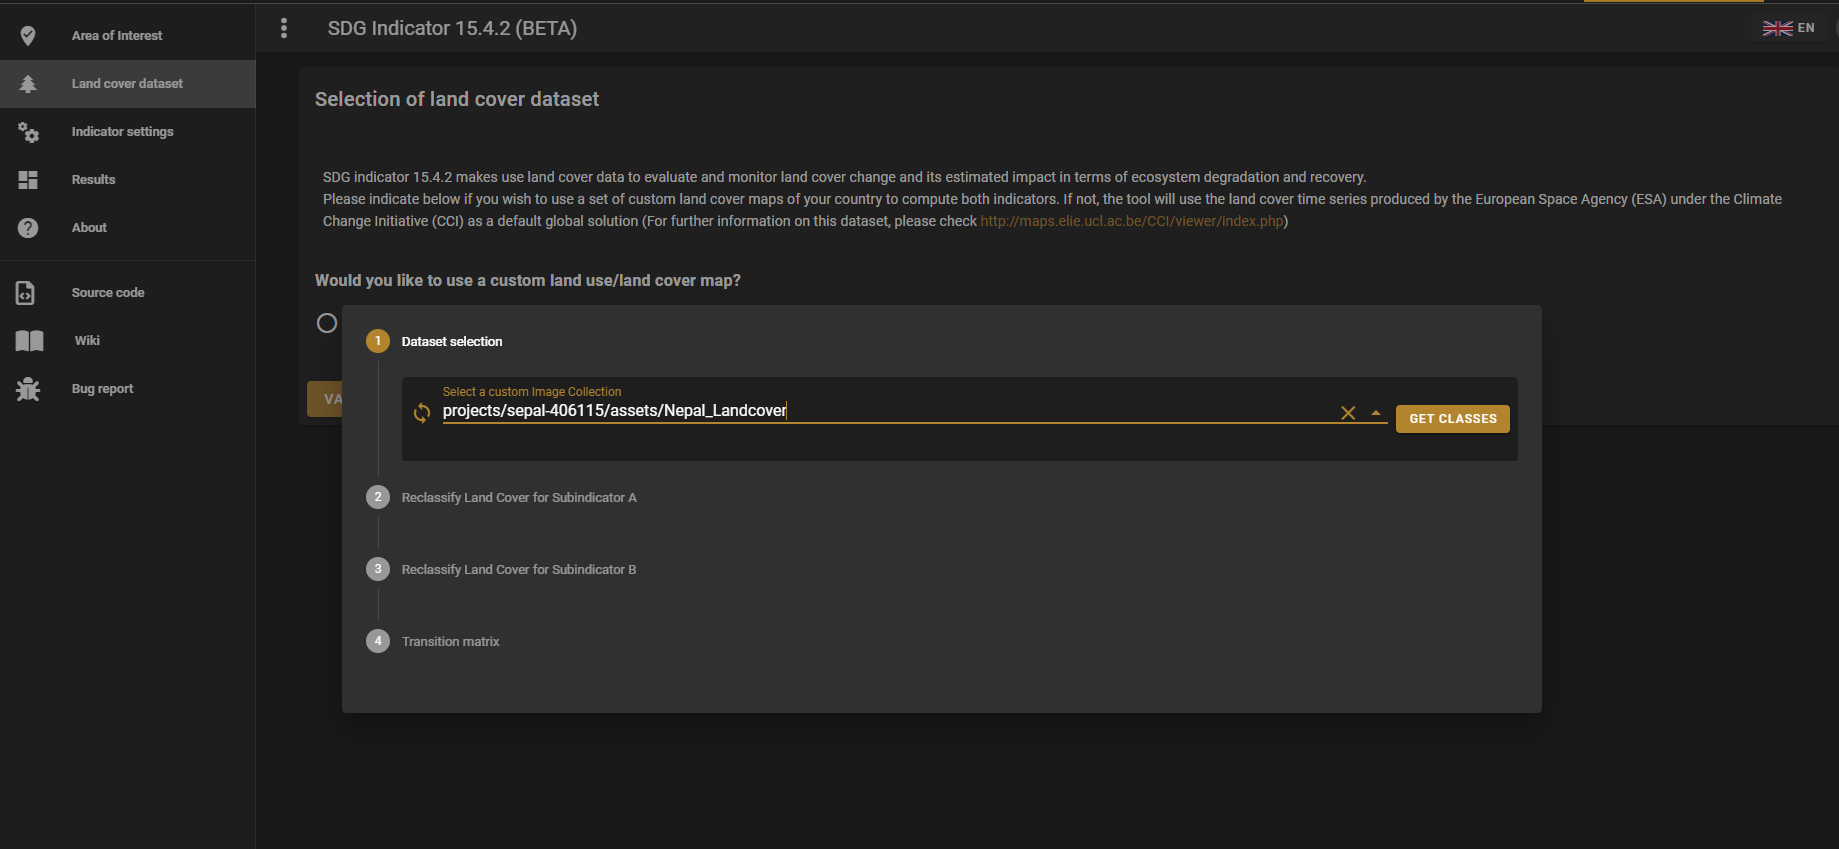 Area of Interest
Land cover dataset
Indicator settings
Results
About
Source code
Wiki
Bug report
SDG Indicator 15.4.2 (BETA)
EN
Selection of land cover dataset
SDG indicator 15.4.2 makes use land cover data to evaluate and monitor land cover change and its estimated impact in terms of ecosystem degradation and recovery.
Please indicate below if you wish to use a set of custom land cover maps of your country to compute both indicators. If not, the tool will use the land cover time series produced by the European Space Agency (ESA) under the Climate
Change Initiative (CCI) as a default global solution (For further information on this dataset, please check http://maps.elie.ucl.ac.be/CCI/viewer/index.php)
Would you like to use a custom land use/land cover map?
VA
1 Dataset selection
Select a custom Image Collection
projects/sepal-406115/assets/Nepal_Landcover
GET CLASSES
2 Reclassify Land Cover for Subindicator A
3 Reclassify Land Cover for Subindicator B
4 Transition matrix